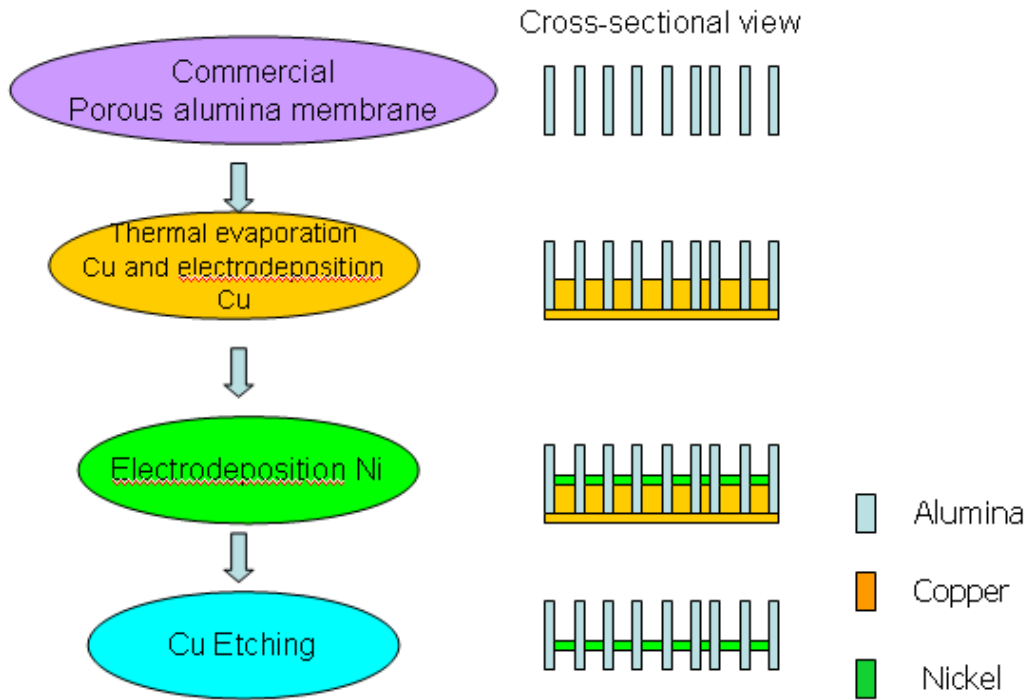 Cross-sectional view
Commercial
Porous alumina membrane
Thermal evaporation
Cu and electrodeposition
Cu
Electrodeposition Ni
Alumina
Copper
Cu Etching
Nickel